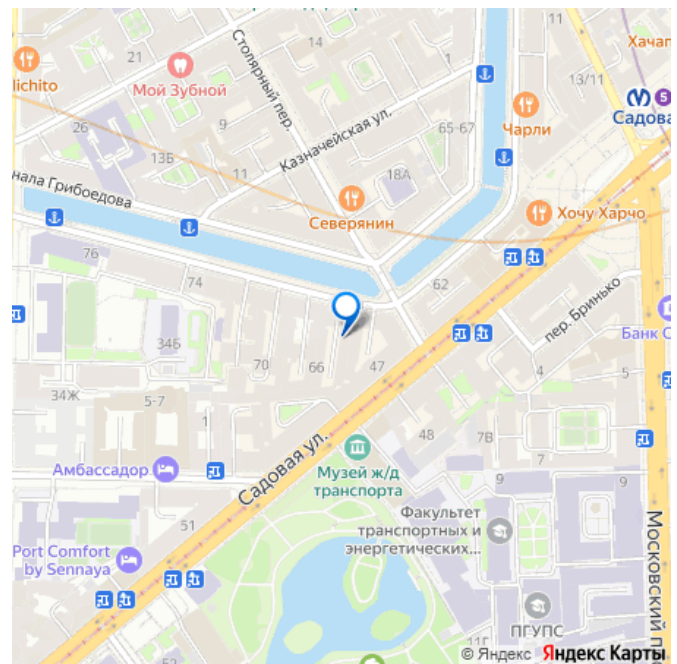 21
14
1
Хачап
lichito
Мой Зубной
Столярный пер.
13/11
5
Садова
26
9
Казначейская ул.
65-67
Чарли
13Б
11
18А
нала Грибоедова
Северянин
Хочу Харчо
76
74
62
пер. Бринько
Банк С
34Б
70
66
47
4
5
34Ж
5-7
1
48
7В
7
9
9
Амбассадор
Садовая ул.
Музей ж/д
транспорта
51
Факультет
транспортных и
энергетических...
Port Comfort
by Sennaya
Московский п
ПГУПС
11Г
© Яндекс Яндекс Карты